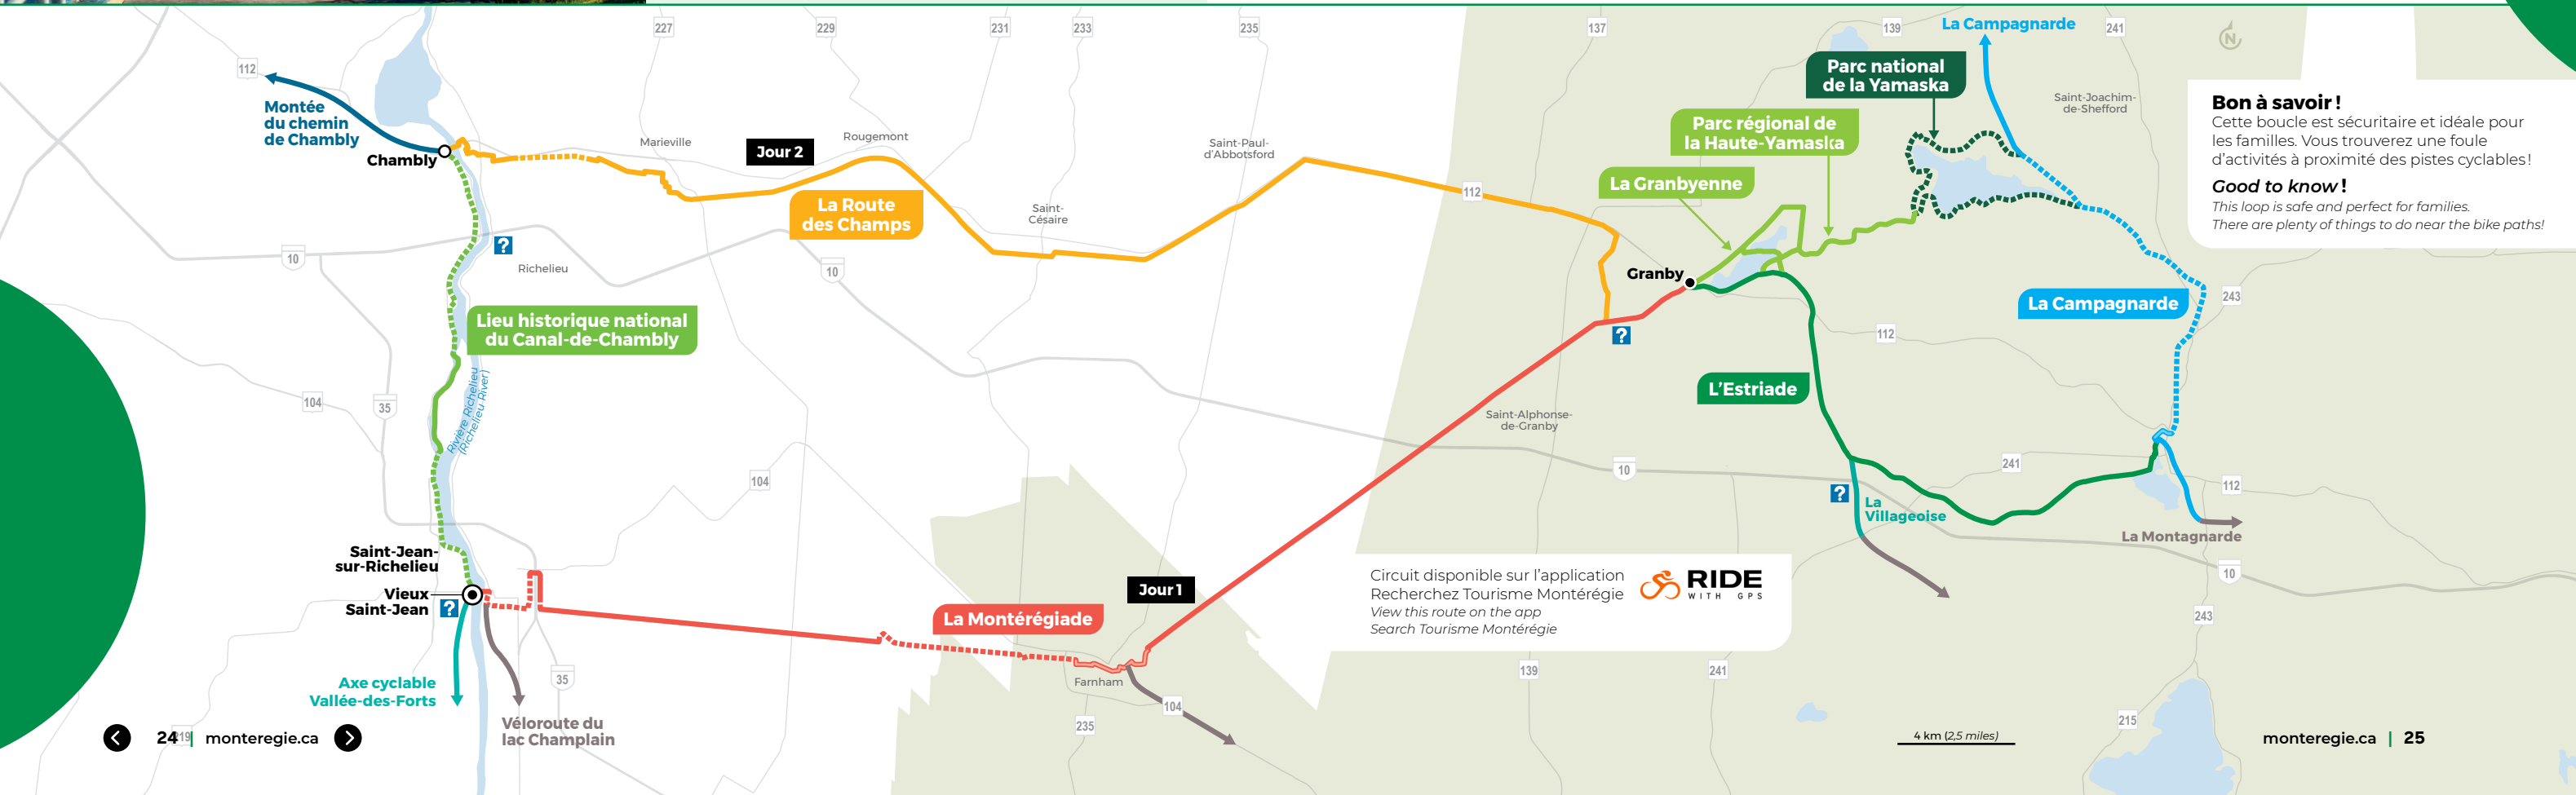 227
229
231
233
235
137
139
La Campagnarde
241
N
112
Montée
du chemin
de Chambly
Chambly
Marieville
Jour 2
Rougemont
Saint-Paul-
d'Abbotsford
La Route
des Champs
Saint-
Césaire
112
Parc national
de la Yamaska
Parc régional de
la Haute-Yamaska
La Granbyenne
Saint-Joachim-
de-Shefford
Bon à savoir !
Cette boucle est sécuritaire et idéale pour
les familles. Vous trouverez une foule
d'activités à proximité des pistes cyclables !
Good to know !
This loop is safe and perfect for families.
There are plenty of things to do near the bike paths!
10
?
Richelieu
10
Granby
?
La Campagnarde
243
112
Lieu historique national
du Canal-de-Chambly
Rivière Richelieu
(Richelieu River)
104
35
L'Estriade
Saint-Alphonse-
de-Granby
104
10
241
112
?
La
Villageoise
La Montagnarde
10
243
Saint-Jean-
sur-Richelieu
Vieux
Saint-Jean
?
La Montérégiade
Jour 1
Circuit disponible sur l'application
Recherchez Tourisme Montérégie
View this route on the app
Search Tourisme Montérégie
RIDE
WITH GPS
Axe cyclable
Vallée-des-Forts
35
Véloroute du
lac Champlain
Farnham
104
235
139
241
215
4 km (2,5 miles)
219
24 | monteregie.ca
monteregie.ca | 25